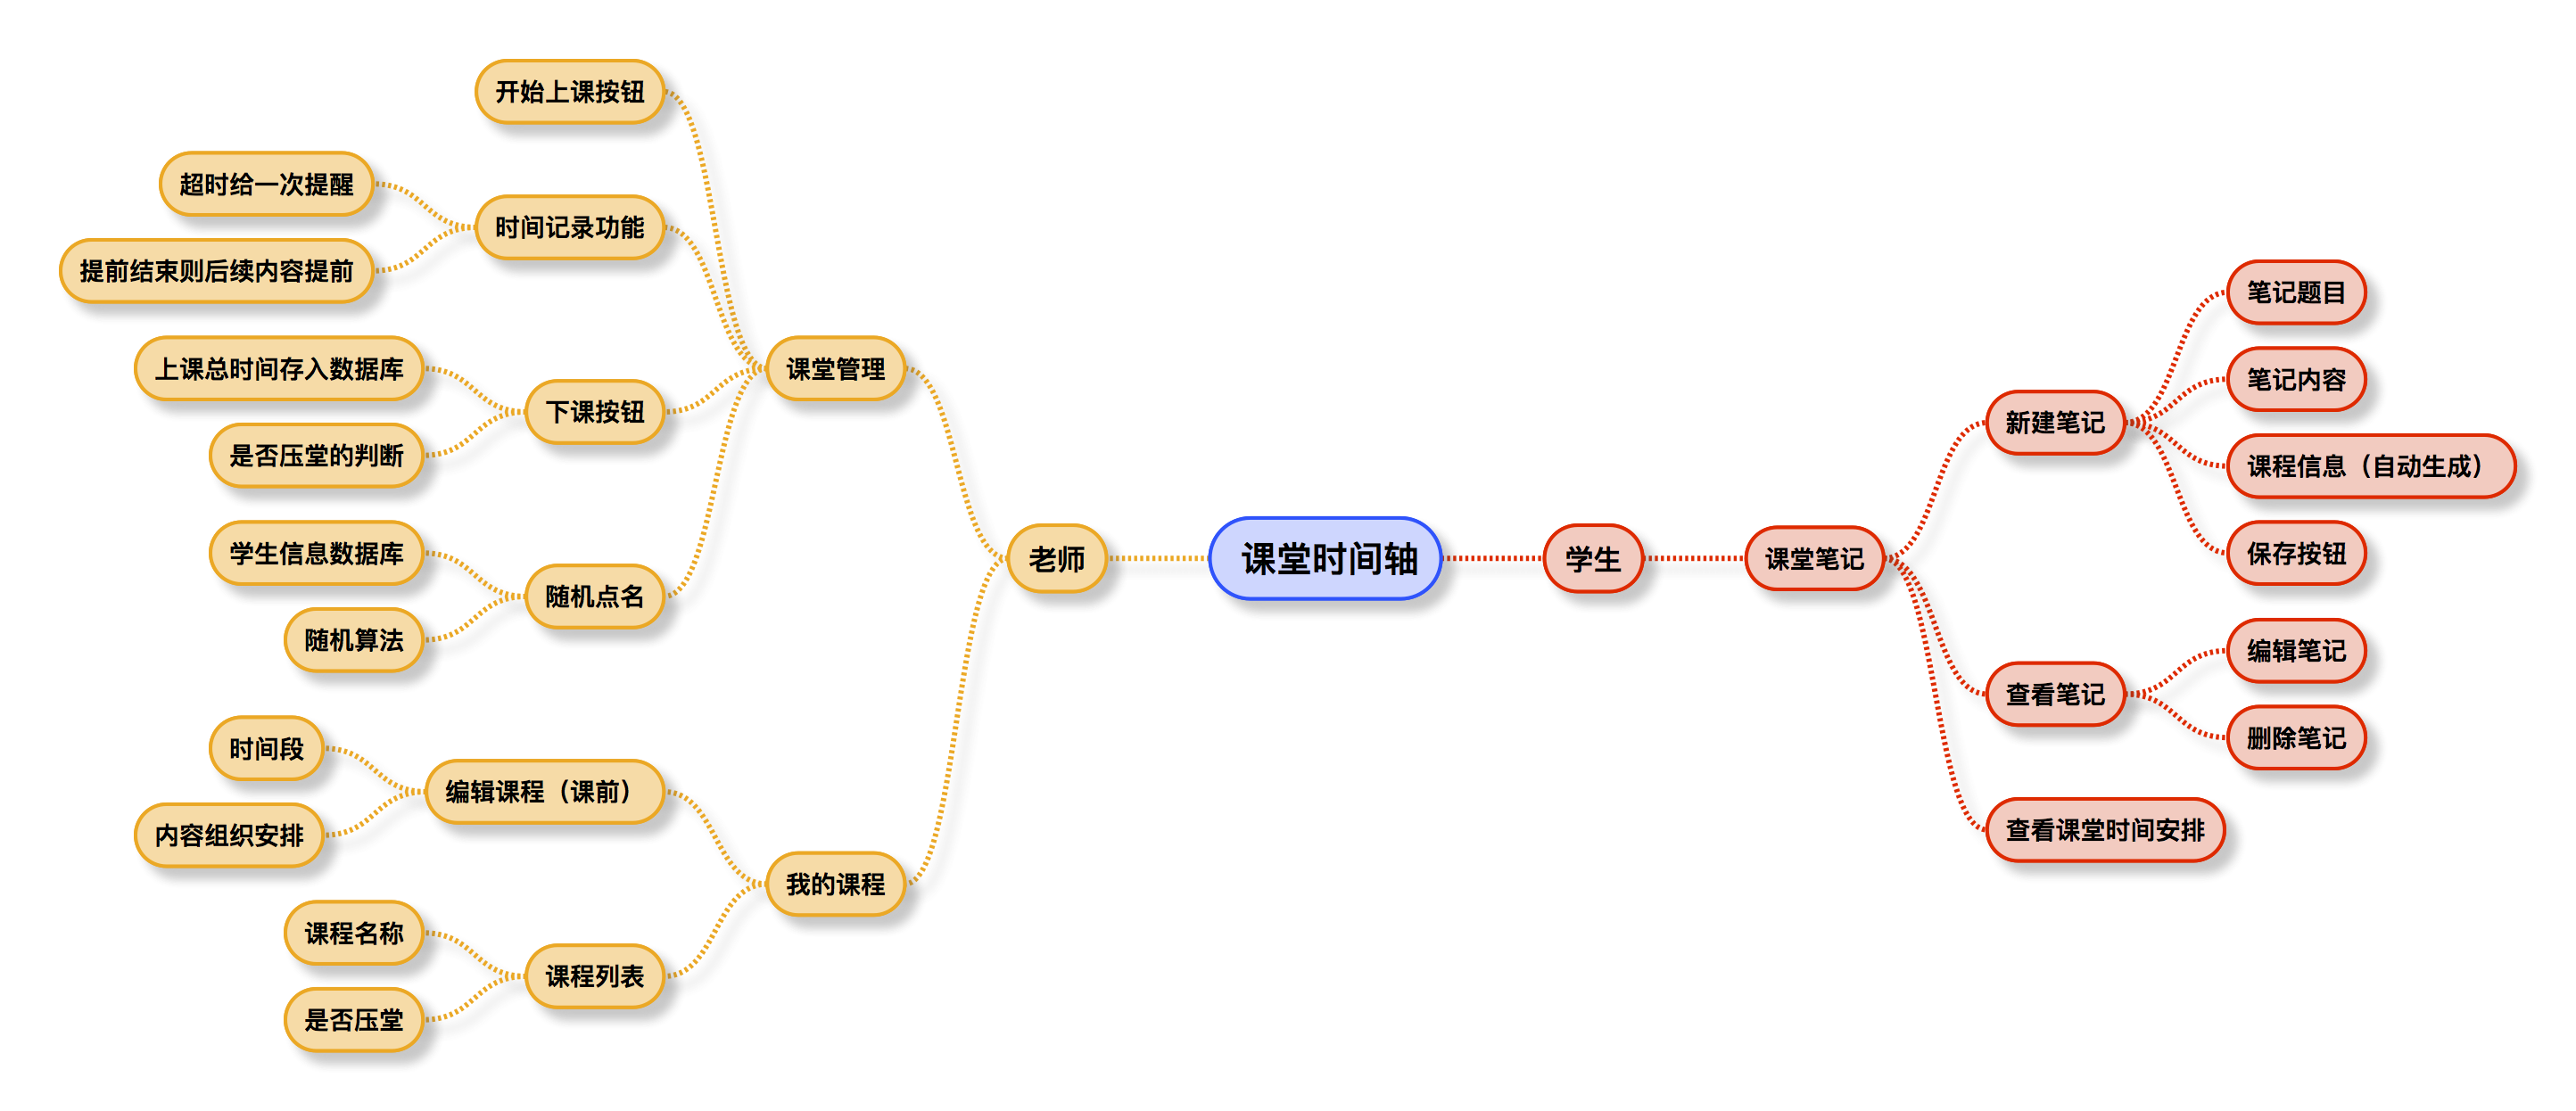 课堂时间轴
老师
课堂管理
开始上课按钮
时间记录功能
超时给一次提醒
提前结束则后续内容提前
下课按钮
上课总时间存入数据库
是否压堂的判断
随机点名
学生信息数据库
随机算法
我的课程
编辑课程（课前）
时间段
内容组织安排
课程列表
课程名称
是否压堂
学生
课堂笔记
新建笔记
笔记题目
笔记内容
课程信息（自动生成）
保存按钮
查看笔记
编辑笔记
删除笔记
查看课堂时间安排